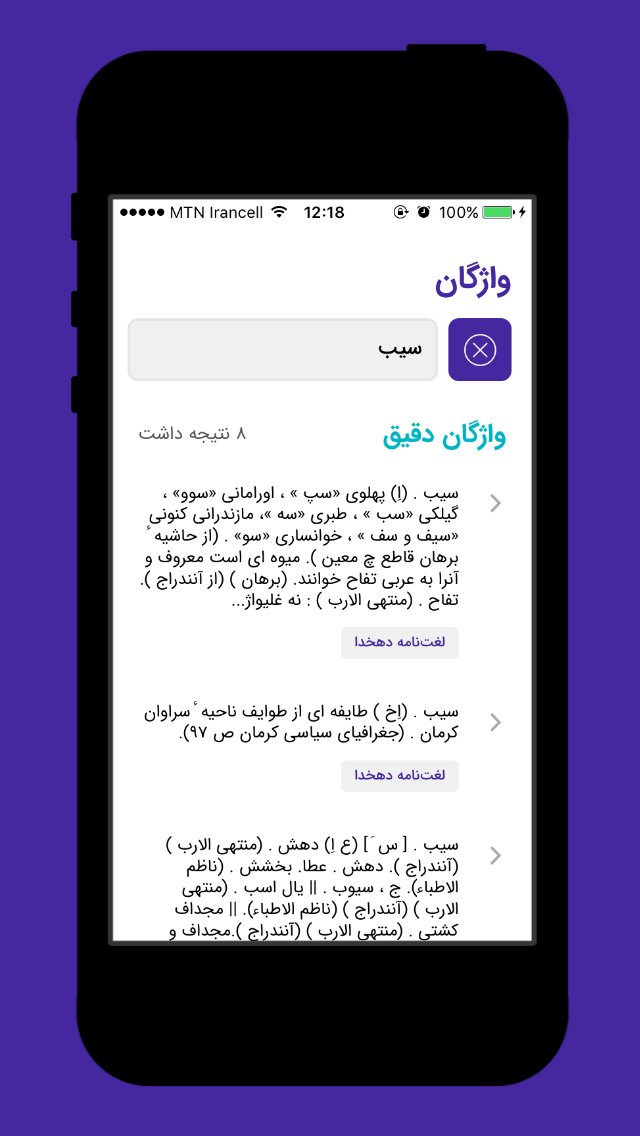 MTN Irancell 12:18 100%
واژگان
سیب
واژگان دقیق ۸ نتیجه داشت
سیب . (اِ) پهلوی «سپ » ، اورامانی «سوو» ،
گیلکی «سب » ، طبری «سه »، مازندرانی کنونی
«سیف و سف » ، خوانساری «سو» . (از حاشیه ٔ
برهان قاطع چ معین ). میوه ای است معروف و
آنرا به عربی تفاح خوانند. (برهان ) (از آنندراج ).
تفاح . (منتهی الارب ) : نه غلیواژ...
لغت‌نامه دهخدا
سیب . (اِخ ) طایفه ای از طوایف ناحیه ٔ سراوان
کرمان . (جغرافیای سیاسی کرمان ص ۹۷).
لغت‌نامه دهخدا
سیب . [ س َ ] (ع اِ) دهش . (منتهی الارب )
(آنندراج ). دهش . عطا. بخشش . (ناظم
الاطباء). ج ، سیوب . || یال اسب . (منتهی
الارب ) (آنندراج ) (ناظم الاطباء). || مجداف
کشتی . (منتهی الارب ) (آنندراج ).مجداف و